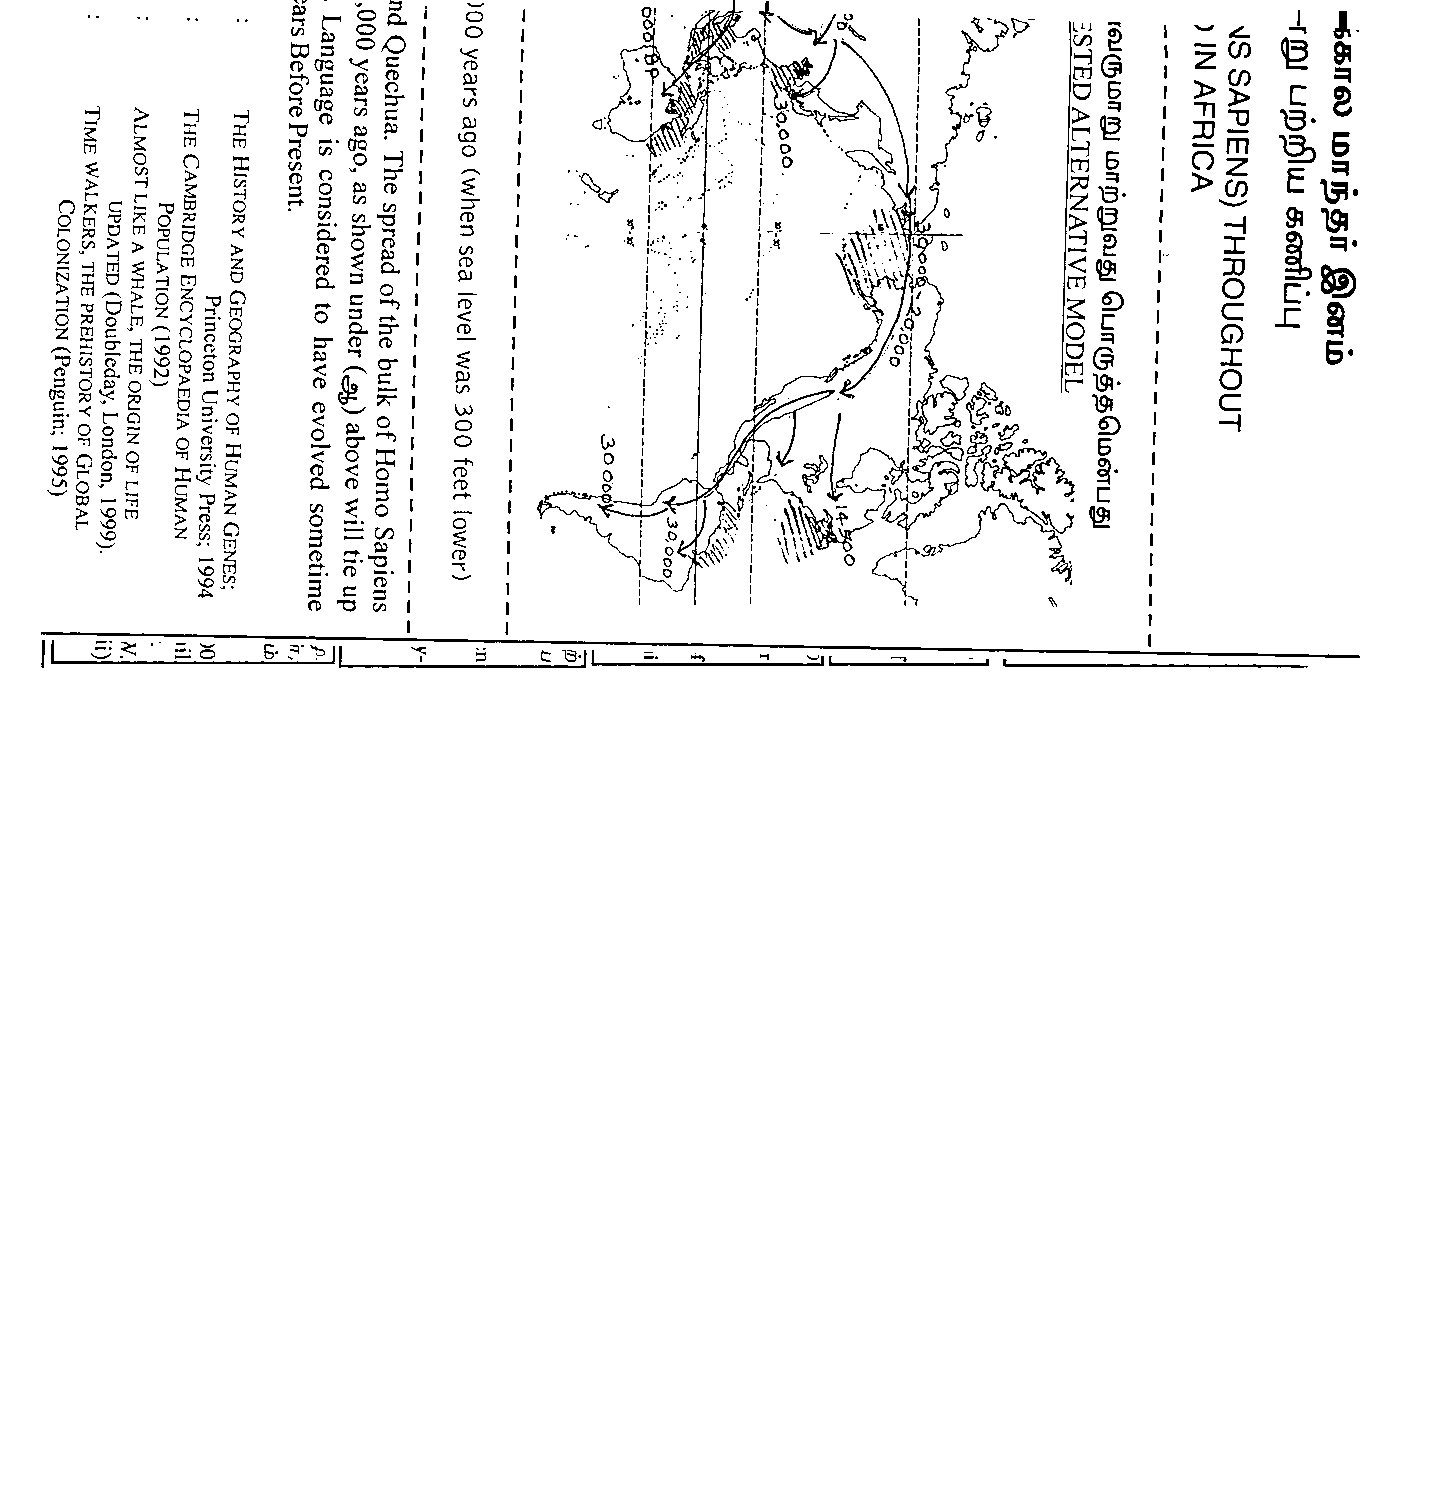 மாந்தர் இனம்
பற்றிய கணிப்பு
SAPIENS) THROUGHOUT
) IN AFRICA
வருமாறு மாற்றுவது பொருத்தமென்பது
ESTED ALTERNATIVE MODEL
30,000
30,000-20000
14,500
30,000
30000
000 years ago (when sea level was 300 feet lower)
nd Quechua. The spread of the bulk of Homo Sapiens
,000 years ago, as shown under (ஆ) above will tie up
Language is considered to have evolved sometime
ears Before Present.
: THE HISTORY AND GEOGRAPHY OF HUMAN GENES;
Princeton University Press; 1994
: THE CAMBRIDGE ENCYCLOPAEDIA OF HUMAN
POPULATION (1992)
: ALMOST LIKE A WHALE, THE ORIGIN OF LIFE
UPDATED (Doubleday, London, 1999).
: TIME WALKERS, THE PREHISTORY OF GLOBAL
COLONIZATION (Penguin; 1995)